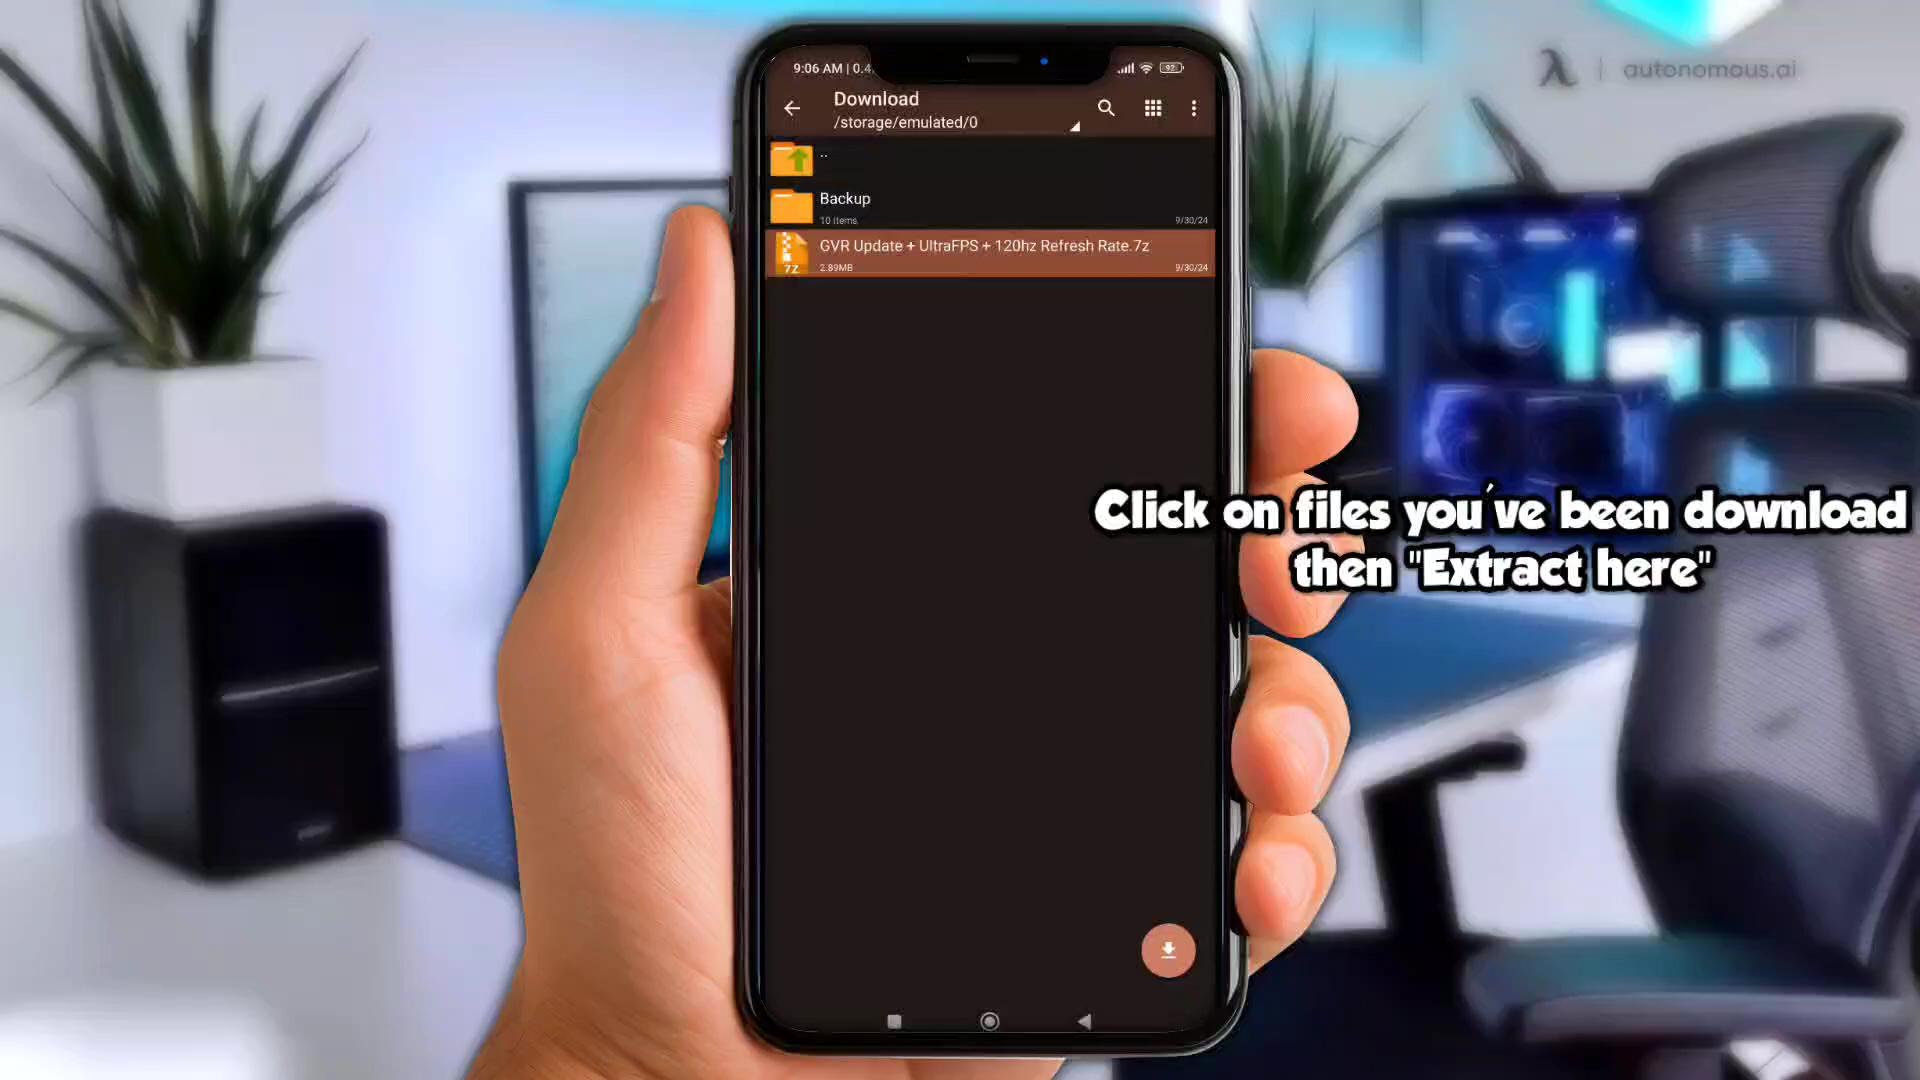 autonomous.ai
9:06 AM | 0.4
92
Download
/storage/emulated/0
..
Backup
10 items
9/30/24
GVR Update + UltraFPS + 120hz Refresh Rate.7z
7Z
2.89MB
9/30/24
Click on files you've been download
then "Extract here"